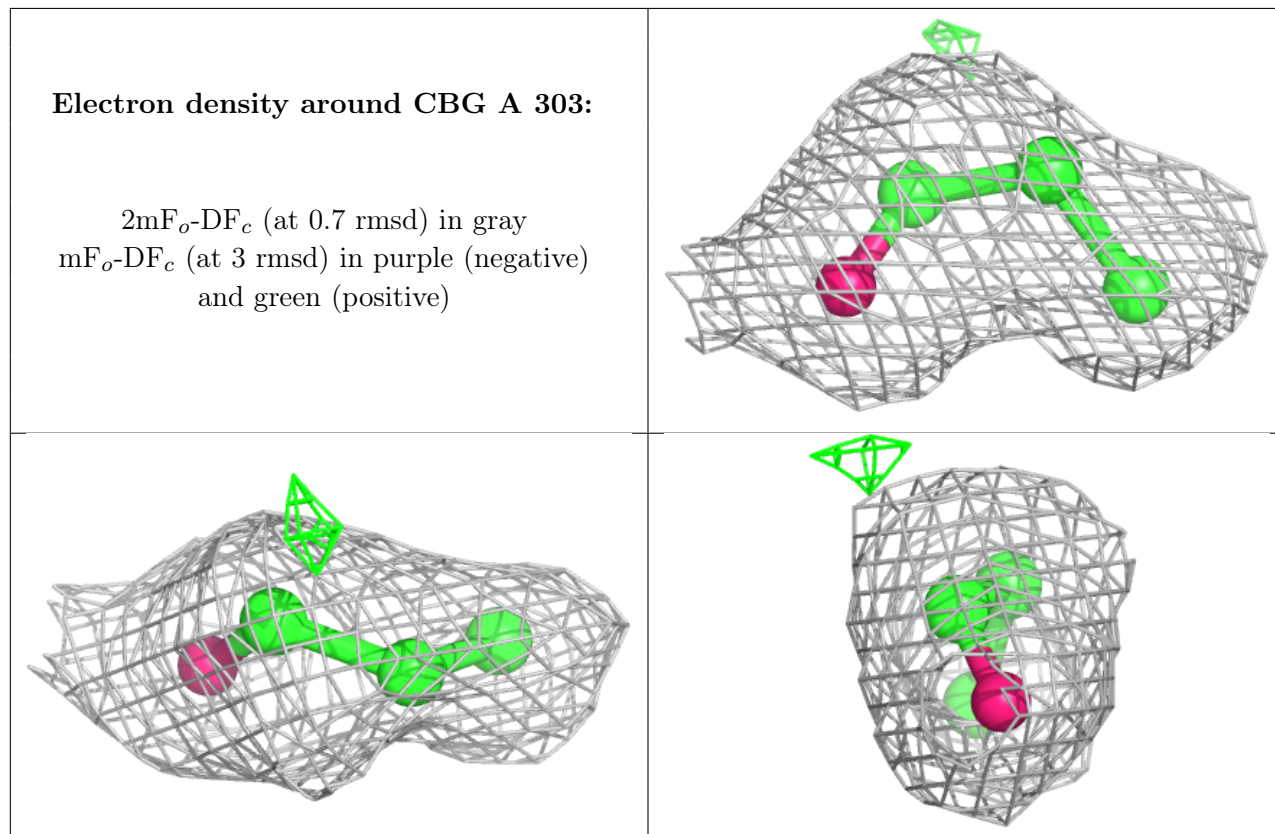 Electron density around CBG A 303:
2mFo-DFc (at 0.7 rmsd) in gray
mFo-DFc (at 3 rmsd) in purple (negative)
and green (positive)